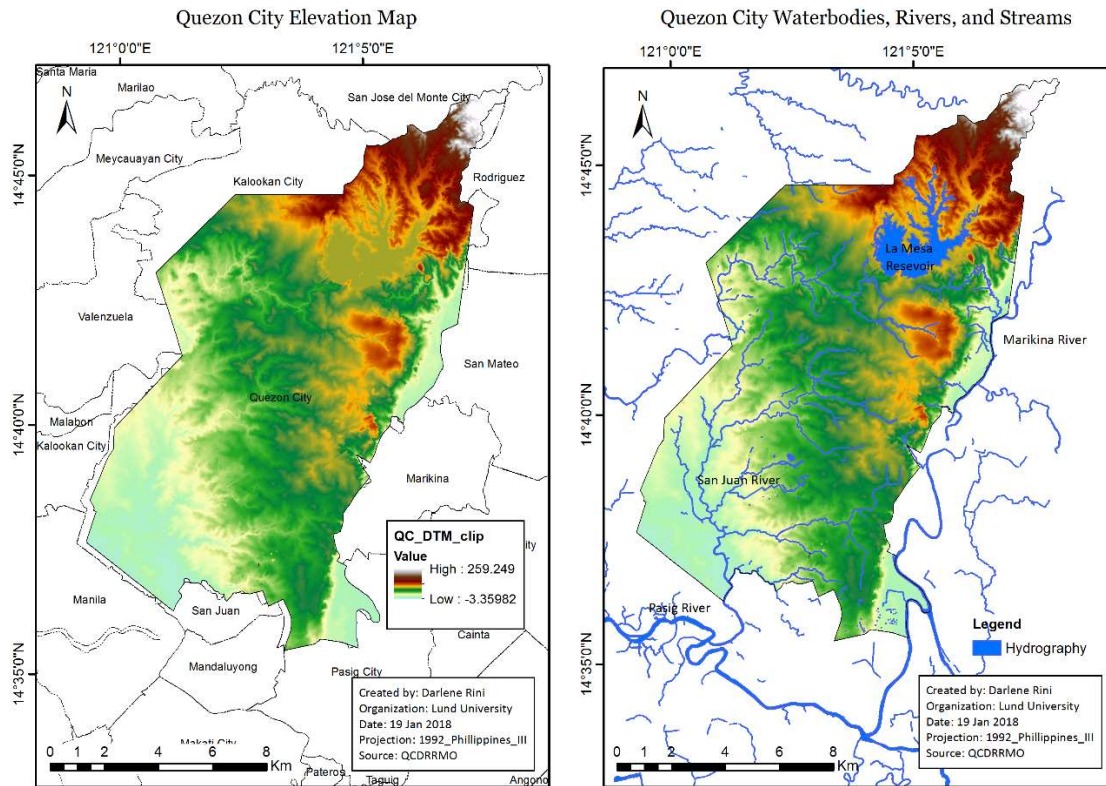 Quezon City Elevation Map
121°0'0"E
121°5'0"E
Santa Maria
Marilao
San Jose del Monte City
N
Meycauayan City
14°45'0"N
Kalookan City
Rodriguez
Valenzuela
San Mateo
Quezon City
Malabon
14°40'0"N
Kalookan City
Marikina
QC_DTM_clip
Value
High : 259.249
Low : -3.35982
City
Manila
San Juan
Cainta
Mandaluyong
Pasig City
14°35'0"N
Created by: Darlene Rini
Organization: Lund University
Date: 19 Jan 2018
Projection: 1992_Phillippines_III
Source: QCDRRMO
Makati City
0 1 2 4 6 8
Km
Pateros
Taguig
Angono
Quezon City Waterbodies, Rivers, and Streams
121°0'0"E
121°5'0"E
N
14°45'0"N
La Mesa
Resevoir
Marikina River
14°40'0"N
San Juan River
Pasig River
Legend
Hydrography
14°35'0"N
Created by: Darlene Rini
Organization: Lund University
Date: 19 Jan 2018
Projection: 1992_Phillippines_III
Source: QCDRRMO
0 1 2 4 6 8
Km